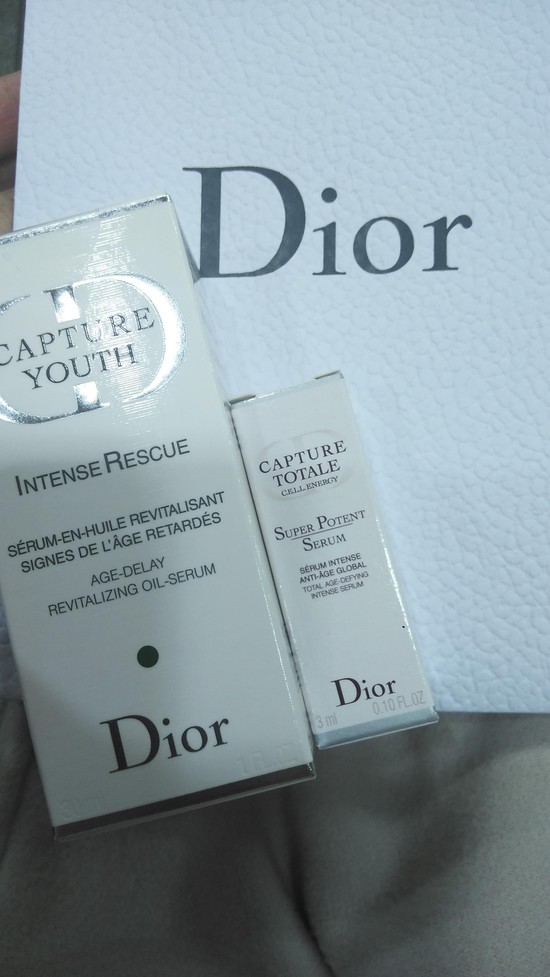 Dior
CAPTURE
YOUTH
INTENSE RESCUE
SÉRUM-EN-HUILE REVITALISANT
SIGNES DE L'ÂGE RETARDÉS
AGE-DELAY
REVITALIZING OIL-SERUM
Dior
CAPTURE
TOTALE
CELL ENERGY
SUPER POTENT
SERUM
SÉRUM INTENSE
ANTI-ÂGE GLOBAL
TOTAL AGE-DEFYING
INTENSE SERUM
Dior
3 ml 0.10 FL.OZ